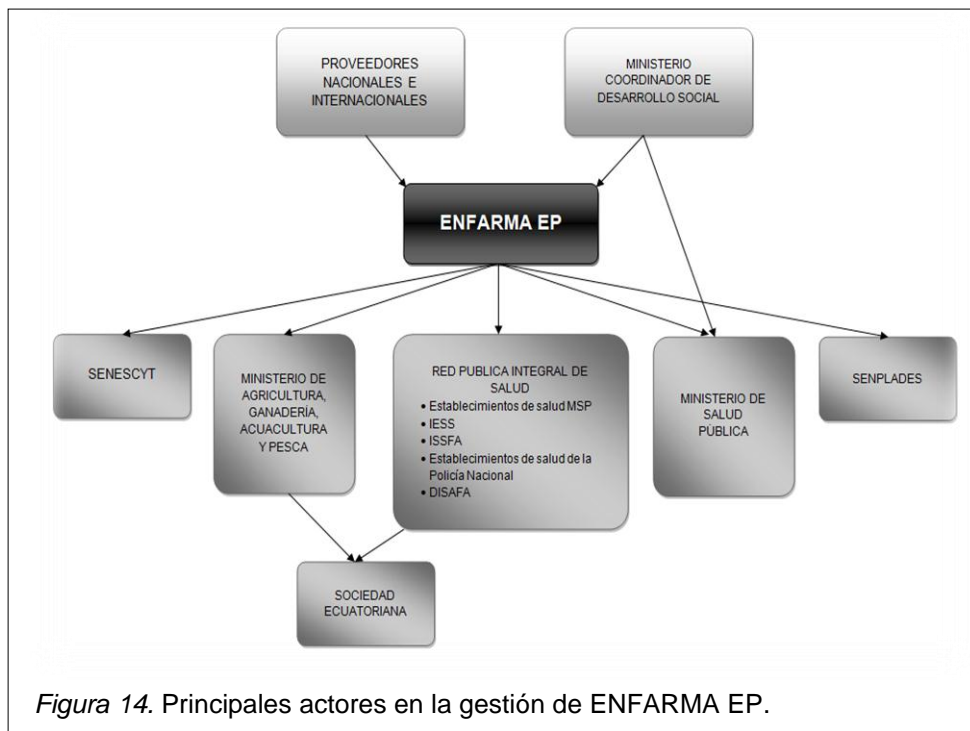 PROVEEDORES
NACIONALES E
INTERNACIONALES
MINISTERIO
COORDINADOR DE
DESARROLLO SOCIAL
ENFARMA EP
SENESCYT
MINISTERIO DE
AGRICULTURA,
GANADERÍA,
ACUACULTURA
Y PESCA
RED PUBLICA INTEGRAL DE
SALUD
• Establecimientos de salud MSP
• IESS
• ISSFA
• Establecimientos de salud de la
Policía Nacional
• DISAFA
MINISTERIO DE
SALUD
PÙBLICA
SENPLADES
SOCIEDAD
ECUATORIANA
Figura 14. Principales actores en la gestión de ENFARMA EP.